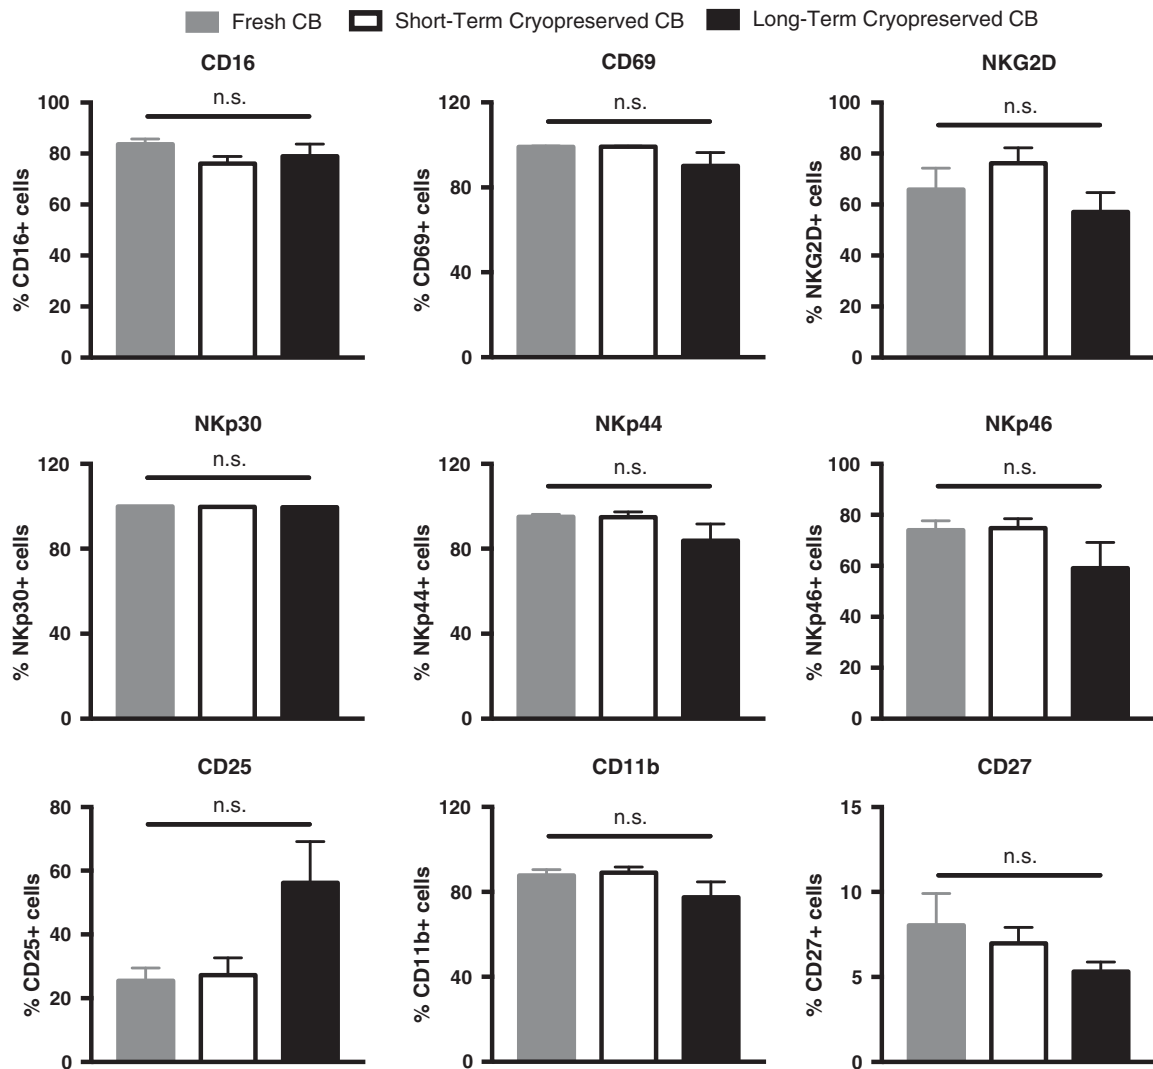 Fresh CB Short-Term Cryopreserved CB Long-Term Cryopreserved CB
CD16
n.s.
100
80
60
40
20
0
% CD16+ cells
CD69
n.s.
120
80
40
0
% CD69+ cells
NKG2D
n.s.
100
80
60
40
20
0
% NKG2D+ cells
NKp30
n.s.
120
80
40
0
% NKp30+ cells
NKp44
n.s.
120
80
40
0
% NKp44+ cells
NKp46
n.s.
100
80
60
40
20
0
% NKp46+ cells
CD25
n.s.
80
60
40
20
0
% CD25+ cells
CD11b
n.s.
120
80
40
0
% CD11b+ cells
CD27
n.s.
15
10
5
0
% CD27+ cells